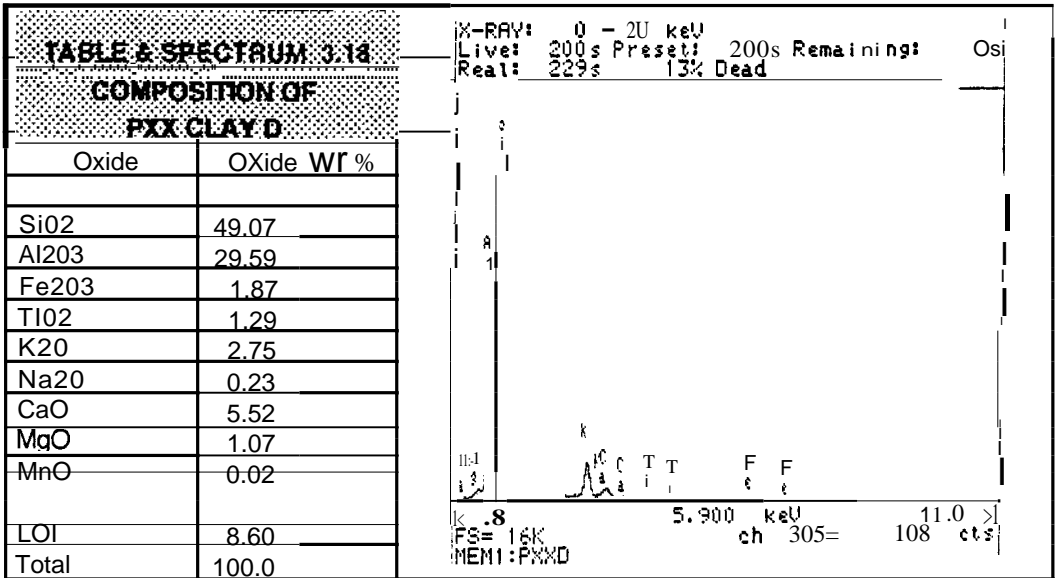 TABLE & SPECTRUM 3.18
COMPOSITION OF
PXX CLAY D
Oxide OXide Wr %
Si02 49.07
Al203 29.59
Fe203 1.87
TI02 1.29
K20 2.75
Na20 0.23
CaO 5.52
MgO 1.07
MnO 0.02
LOI 8.60
Total 100.0
X-RAY: 0 - 2U keV
Live: 200s Preset: 200s Remaining: Osi
Real: 229s 13% Dead
S
i
A
l
K
K C T T F F
Ca a i i e e
k .8 5.900 keV 11.0 >
FS= 16K ch 305= 108 cts
MEM1:PXXD